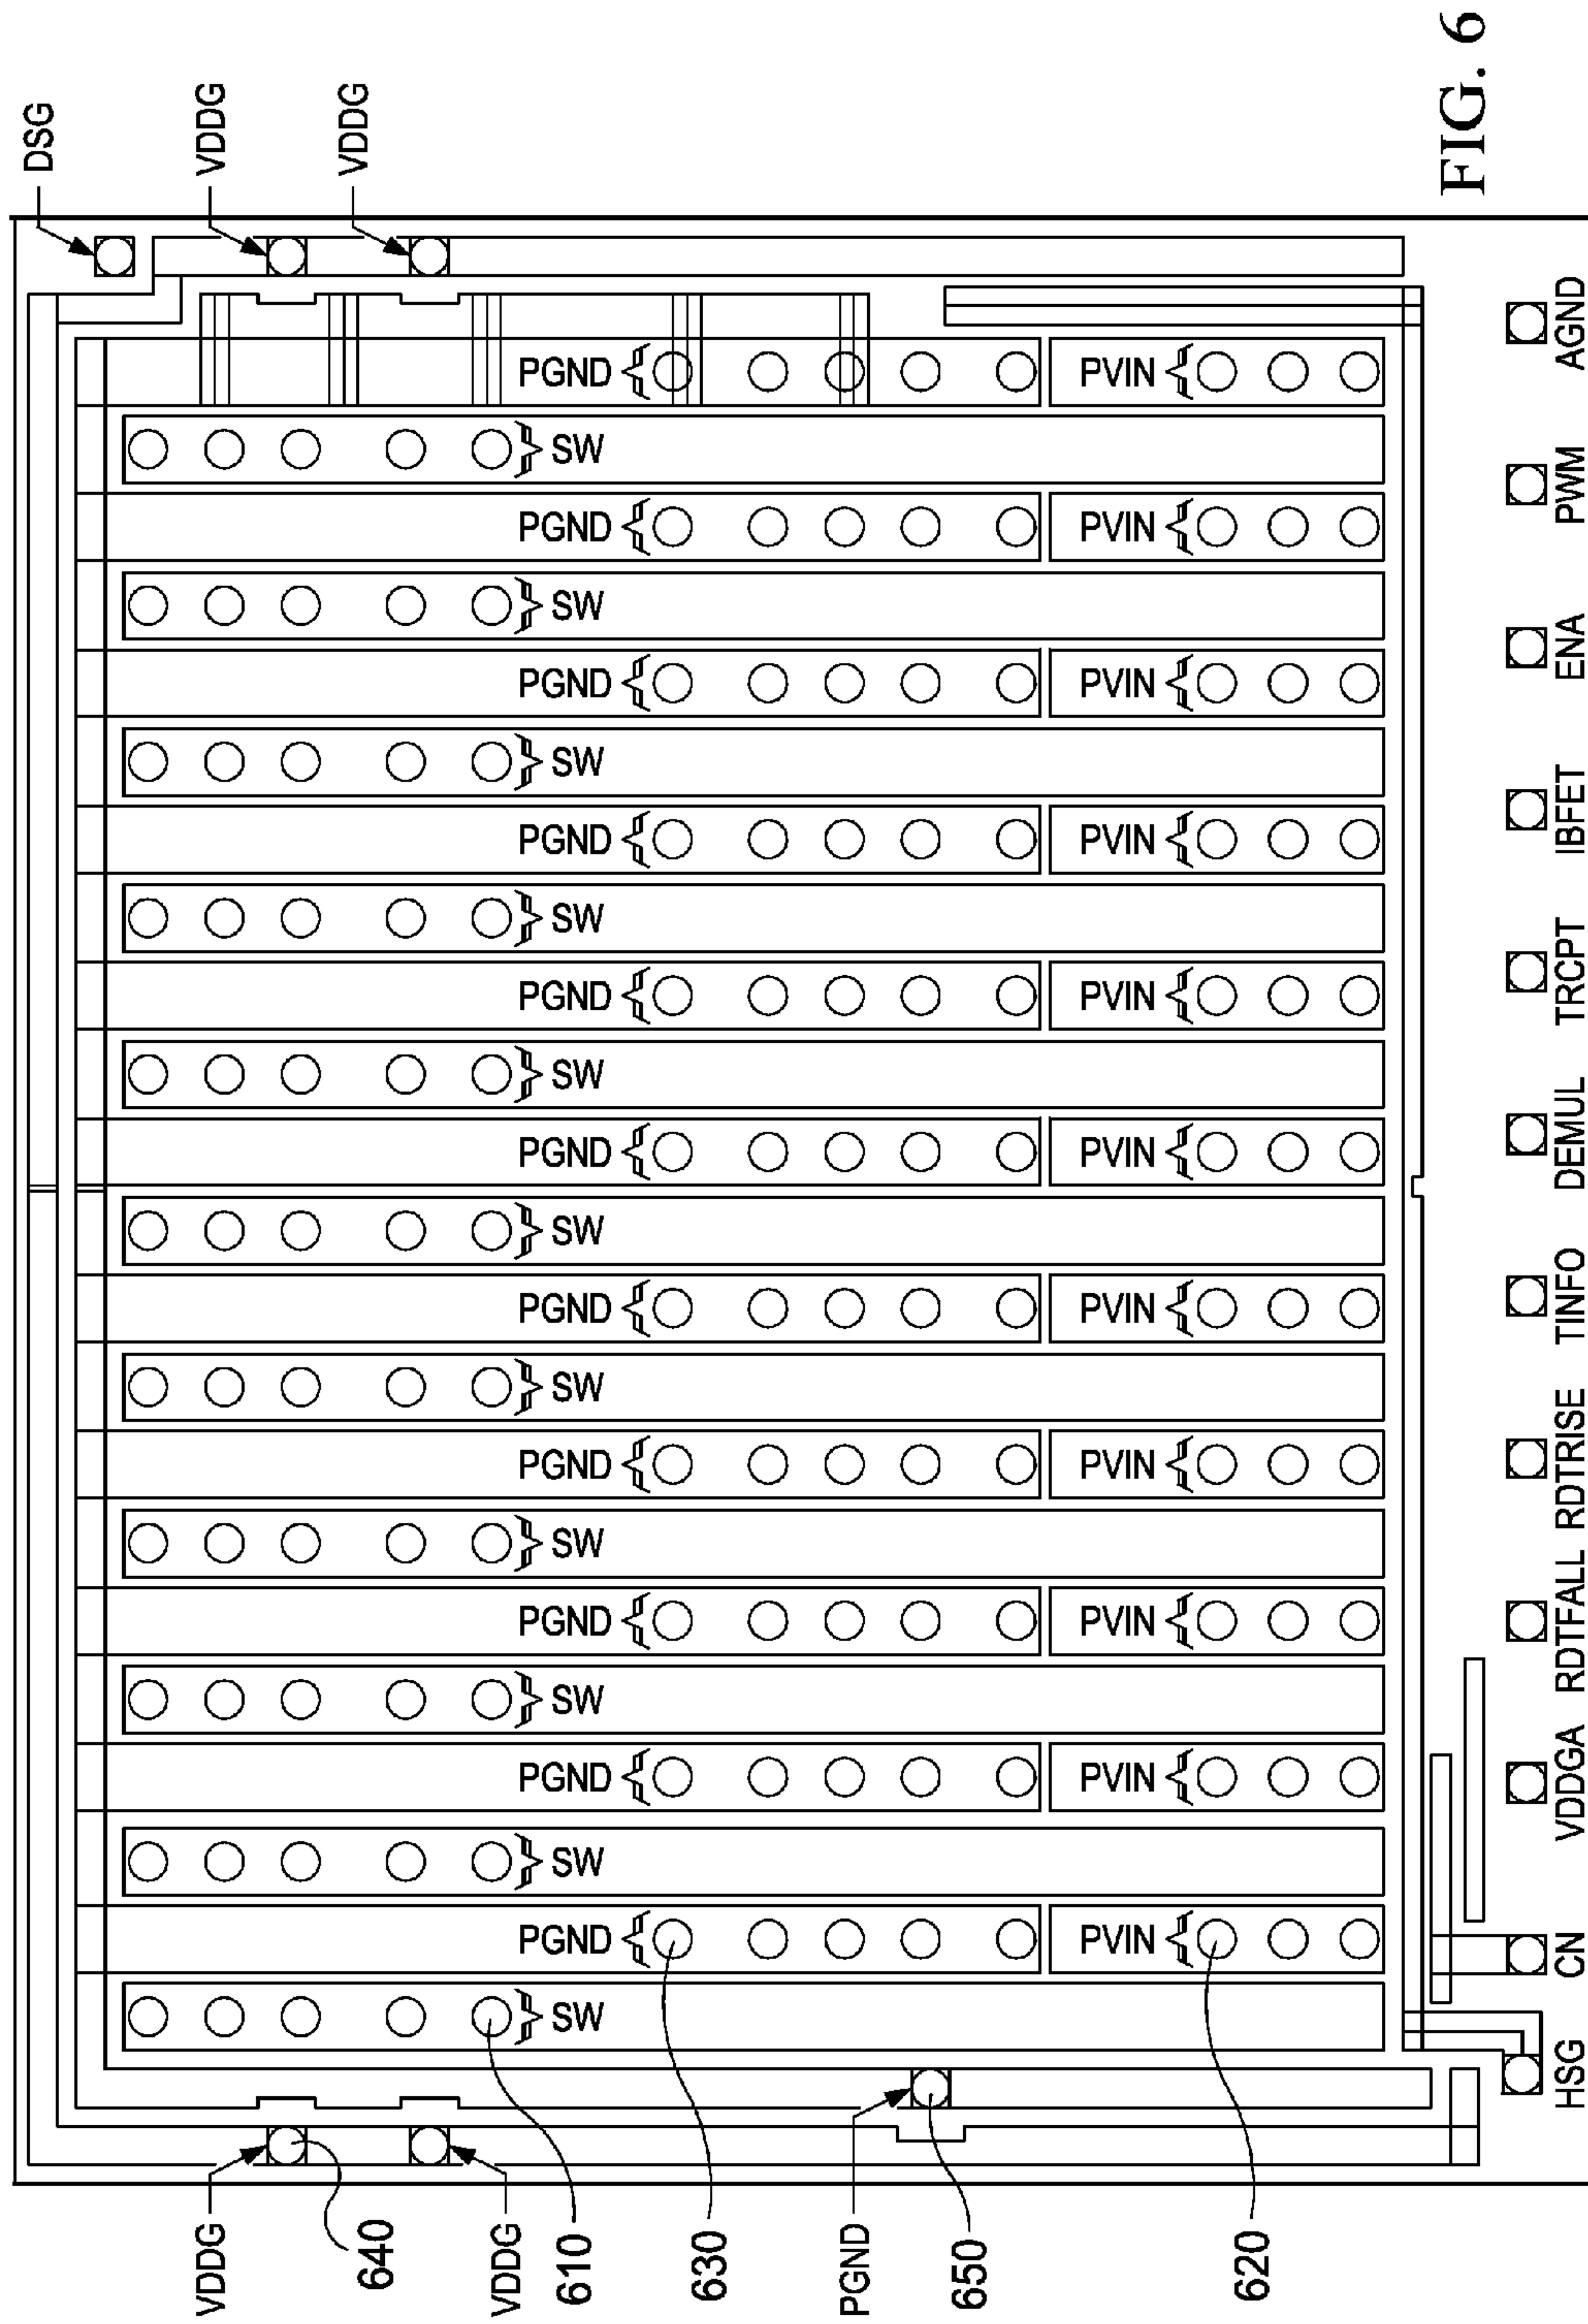 DSG
VDDG VDDG
VDDG
640
VDDG
PGND PGND PGND PGND PGND PGND PGND PGND PGND PGND PGND
610 SW SW SW SW SW SW SW SW SW SW SW
630
PGND
650
PVIN PVIN PVIN PVIN PVIN PVIN PVIN PVIN PVIN PVIN PVIN
620
HSG CN VDDGA RDTFALL RDTRISE TINFO DEMUL TRCPT IBFET ENA PWM AGND
FIG. 6